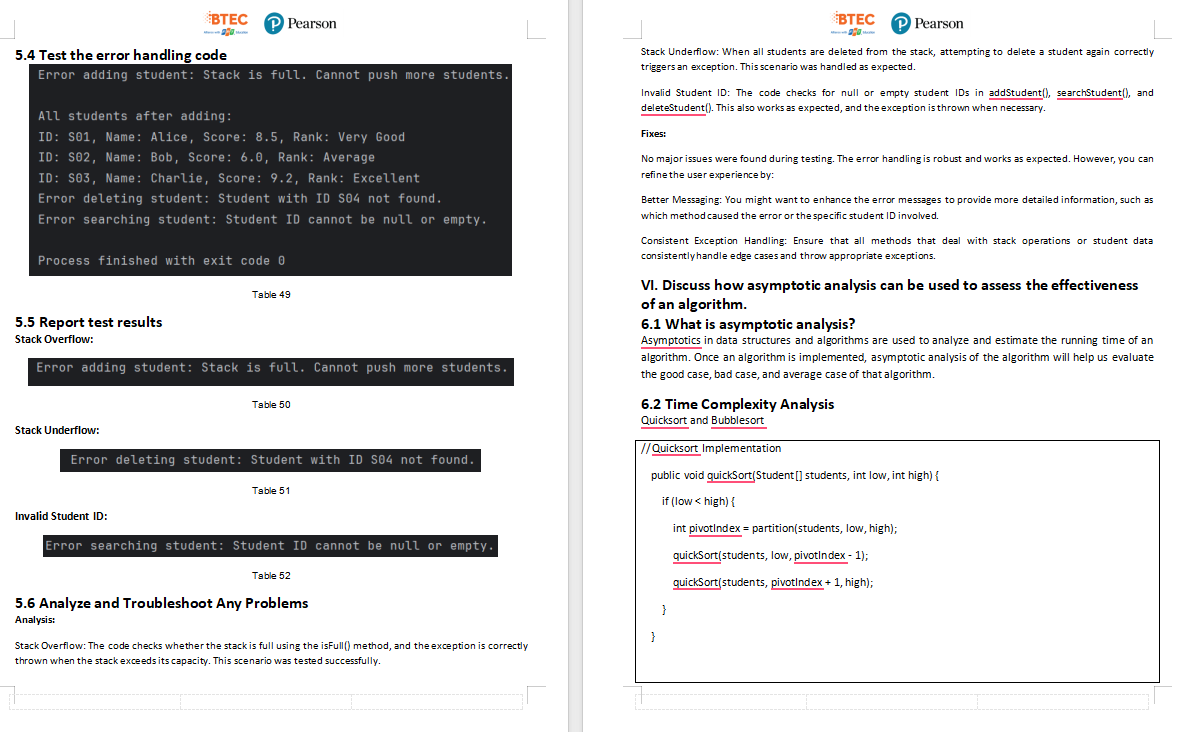 BTEC
Pearson
5.4 Test the error handling code
Error adding student: Stack is full. Cannot push more students.
All students after adding:
ID: S01, Name: Alice, Score: 8.5, Rank: Very Good
ID: S02, Name: Bob, Score: 6.0, Rank: Average
ID: S03, Name: Charlie, Score: 9.2, Rank: Excellent
Error deleting student: Student with ID S04 not found.
Error searching student: Student ID cannot be null or empty.
Process finished with exit code 0
Table 49
5.5 Report test results
Stack Overflow:
Error adding student: Stack is full. Cannot push more students.
Table 50
Stack Underflow:
Error deleting student: Student with ID S04 not found.
Table 51
Invalid Student ID:
Error searching student: Student ID cannot be null or empty.
Table 52
5.6 Analyze and Troubleshoot Any Problems
Analysis:
Stack Overflow: The code checks whether the stack is full using the isFull() method, and the exception is correctly
thrown when the stack exceeds its capacity. This scenario was tested successfully.
BTEC
Pearson
Stack Underflow: When all students are deleted from the stack, attempting to delete a student again correctly
triggers an exception. This scenario was handled as expected.
Invalid Student ID: The code checks for null or empty student IDs in addStudent(), searchStudent(), and
deleteStudent(). This also works as expected, and the exception is thrown when necessary.
Fixes:
No major issues were found during testing. The error handling is robust and works as expected. However, you can
refine the user experience by:
Better Messaging: You might want to enhance the error messages to provide more detailed information, such as
which method caused the error or the specific student ID involved.
Consistent Exception Handling: Ensure that all methods that deal with stack operations or student data
consistently handle edge cases and throw appropriate exceptions.
VI. Discuss how asymptotic analysis can be used to assess the effectiveness
of an algorithm.
6.1 What is asymptotic analysis?
Asymptotics in data structures and algorithms are used to analyze and estimate the running time of an
algorithm. Once an algorithm is implemented, asymptotic analysis of the algorithm will help us evaluate
the good case, bad case, and average case of that algorithm.
6.2 Time Complexity Analysis
Quicksort and Bubblesort
//Quicksort Implementation
public void quickSort(Student[] students, int low, int high) {
if (low < high) {
int pivotIndex = partition(students, low, high);
quickSort(students, low, pivotIndex - 1);
quickSort(students, pivotIndex + 1, high);
}
}